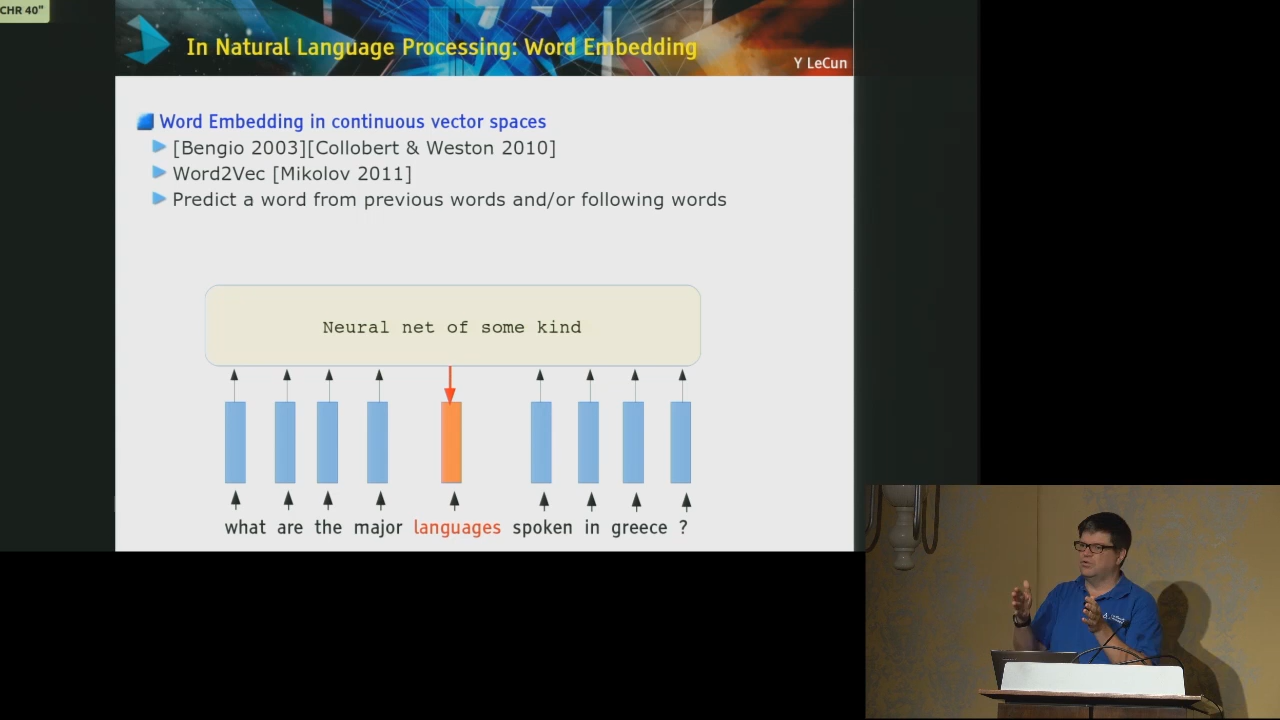 CHR 40"
In Natural Language Processing: Word Embedding
Y LeCun
Word Embedding in continuous vector spaces
[Bengio 2003][Collobert & Weston 2010]
Word2Vec [Mikolov 2011]
Predict a word from previous words and/or following words
Neural net of some kind
what are the major languages spoken in greece ?